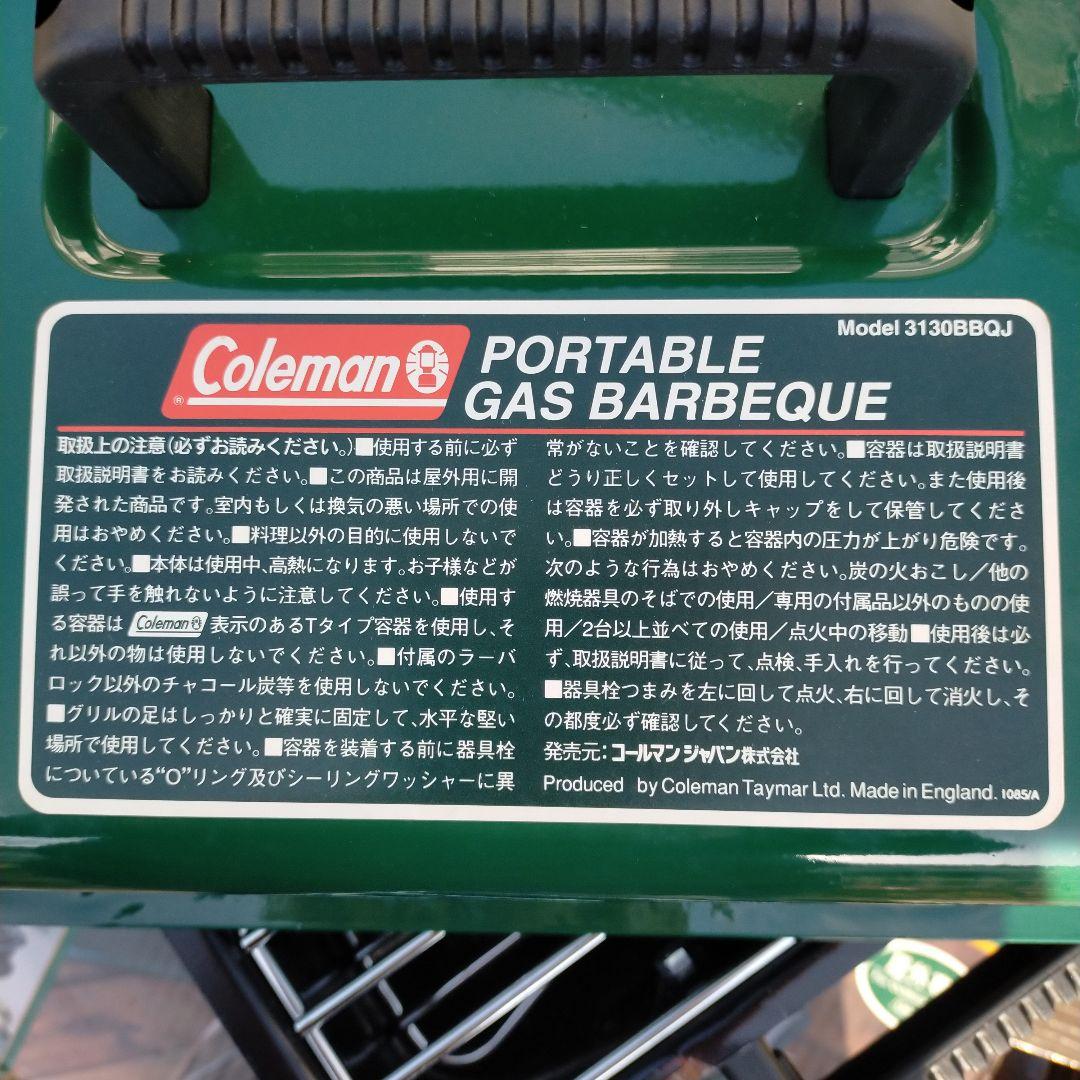 Model 3130BBQJ
Coleman
®
PORTABLE
GAS BARBEQUE
取扱上の注意(必ずお読みください。)■使用する前に必ず
取扱説明書をお読みください。■この商品は屋外用に開
発された商品です。室内もしくは換気の悪い場所での使
用はおやめください。■料理以外の目的に使用しないで
ください。■本体は使用中、高熱になります。お子様などが
誤って手を触れないように注意してください。■使用す
る容器は Coleman 表示のあるTタイプ容器を使用し、そ
れ以外の物は使用しないでください。■付属のラーバ
ロック以外のチャコール炭等を使用しないでください。
■グリルの足はしっかりと確実に固定して、水平な堅い
場所で使用してください。■容器を装着する前に器具栓
についている“O”リング及びシーリングワッシャーに異
常がないことを確認してください。■容器は取扱説明書
どうり正しくセットして使用してください。また使用後
は容器を必ず取り外しキャップをして保管してくださ
い。■容器が加熱すると容器内の圧力が上がり危険です。
次のような行為はおやめください。炭の火おこし／他の
燃焼器具のそばでの使用／専用の付属品以外のものの使
用／2台以上並べての使用／点火中の移動■使用後は必
ず、取扱説明書に従って、点検、手入れを行ってください。
■器具栓つまみを左に回して点火、右に回して消火し、そ
の都度必ず確認してください。
発売元：コールマン ジャパン株式会社
Produced by Coleman Taymar Ltd. Made in England. 1085/A